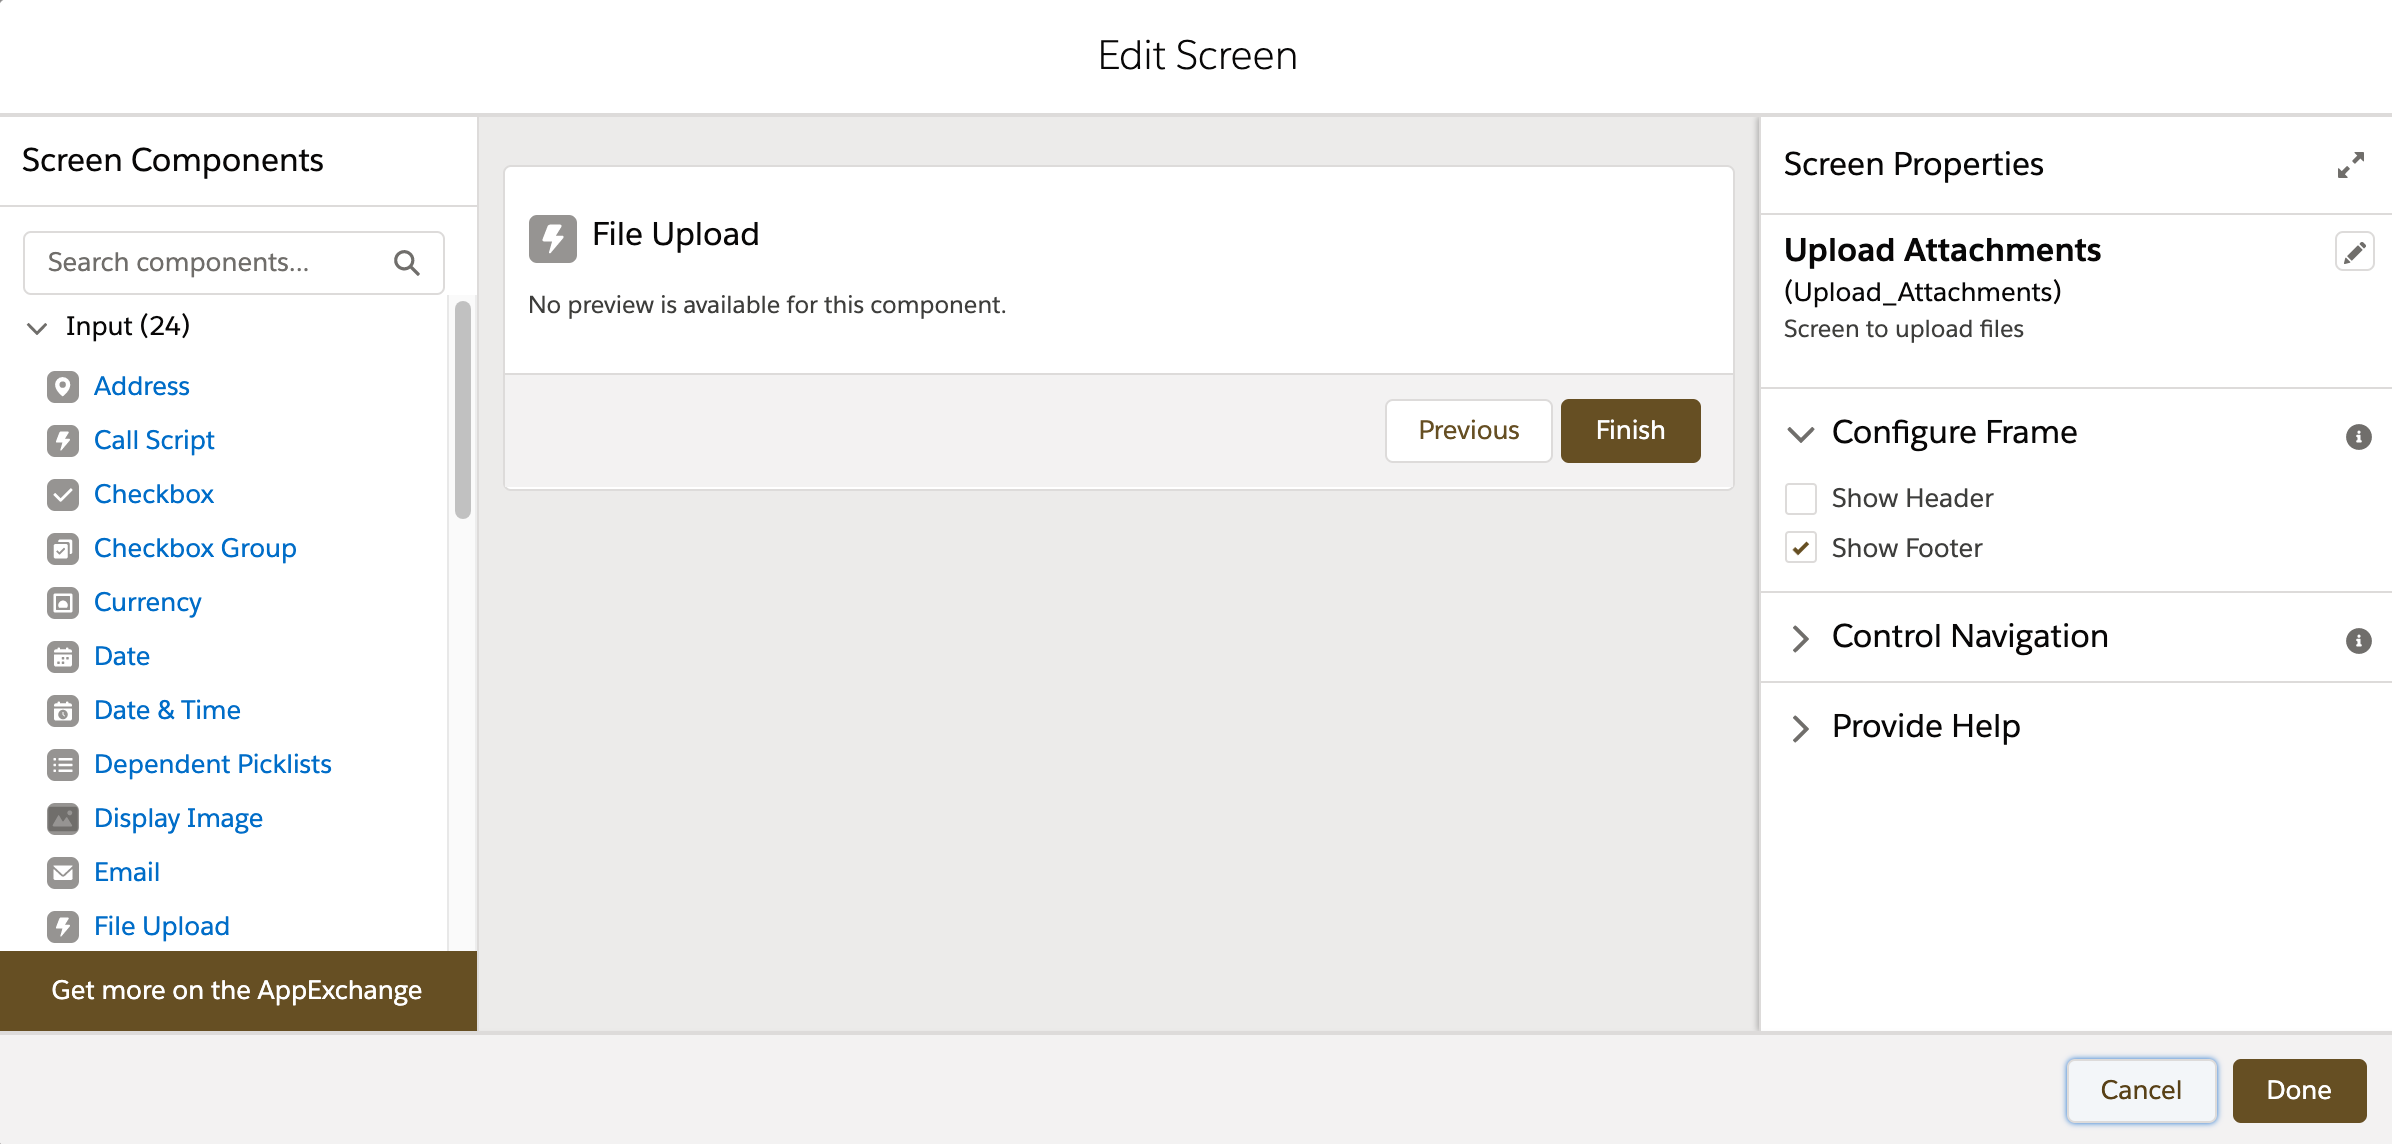 Edit Screen
Screen Components
Search components...
Input (24)
Address
Call Script
Checkbox
Checkbox Group
Currency
Date
Date & Time
Dependent Picklists
Display Image
Email
File Upload
Get more on the AppExchange
File Upload
No preview is available for this component.
Previous
Finish
Screen Properties
Upload Attachments
(Upload_Attachments)
Screen to upload files
Configure Frame
Show Header
Show Footer
Control Navigation
Provide Help
Cancel
Done